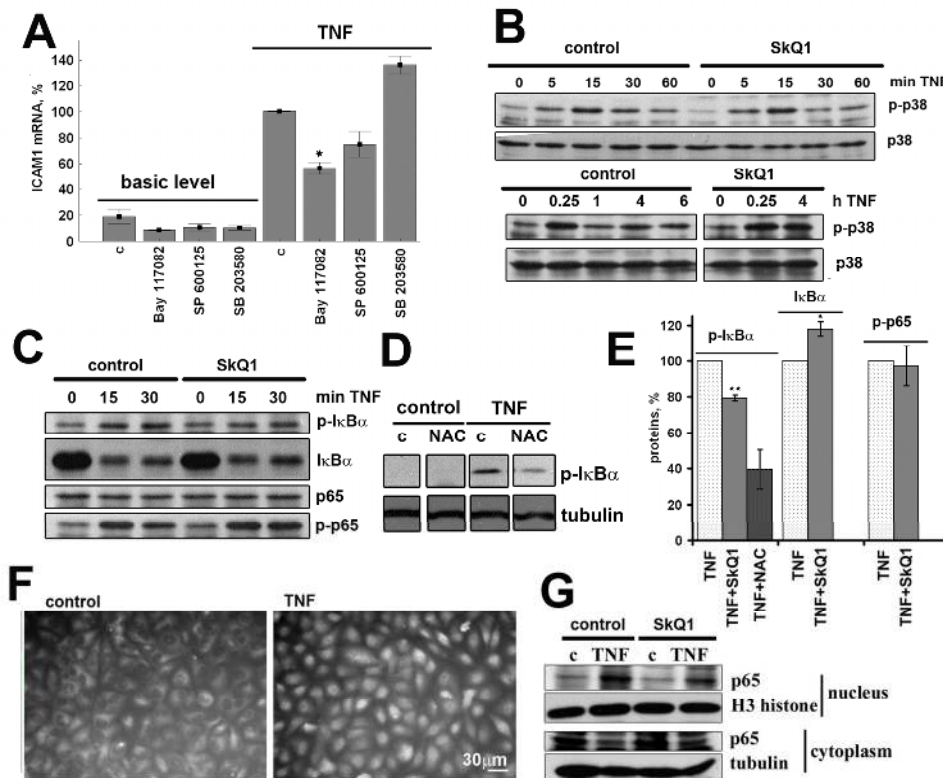 A
TNF
140
120
100
80
60
40
20
0
ICAM1 mRNA, %
basic level
*
c
Bay 117082
SP 600125
SB 203580
c
Bay 117082
SP 600125
SB 203580
B
control SkQ1
0 5 15 30 60 0 5 15 30 60 min TNF
p-p38
p38
control SkQ1
0 0.25 1 4 6 0 0.25 4 h TNF
p-p38
p38
C
control SkQ1
0 15 30 0 15 30 min TNF
p-IκBα
IκBα
p65
p-p65
D
control TNF
c NAC c NAC
p-IκBα
tubulin
E
IκBα
p-IκBα
p-p65
120
100
80
60
40
20
0
proteins, %
**
*
TNF
TNF+SkQ1
TNF+NAC
TNF
TNF+SkQ1
TNF
TNF+SkQ1
F
control TNF
30μm
G
control SkQ1
c TNF c TNF
p65
H3 histone
nucleus
p65
tubulin
cytoplasm